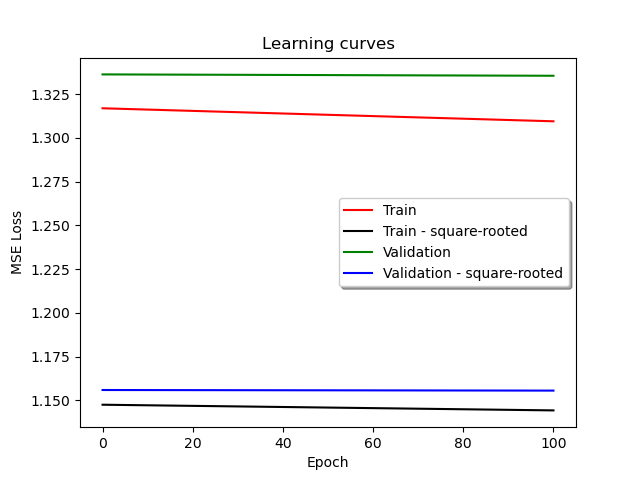 Learning curves
MSE Loss
1.325
1.300
1.275
1.250
1.225
1.200
1.175
1.150
Train
Train - square-rooted
Validation
Validation - square-rooted
0 20 40 60 80 100
Epoch